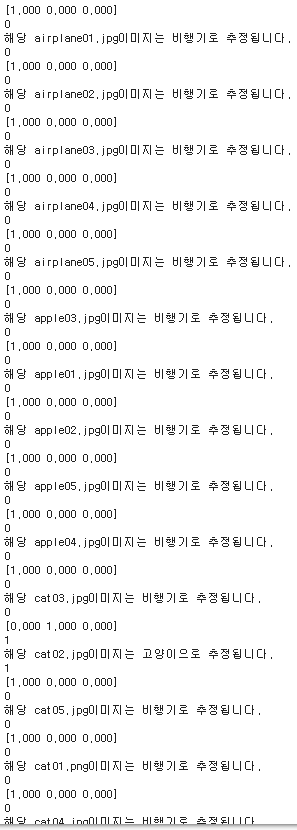 [1.000 0.000 0.000]
0
해당 airplane01.jpg이미지는 비행기로 추정됩니다.
0
[1.000 0.000 0.000]
0
해당 airplane02.jpg이미지는 비행기로 추정됩니다.
0
[1.000 0.000 0.000]
0
해당 airplane03.jpg이미지는 비행기로 추정됩니다.
0
[1.000 0.000 0.000]
0
해당 airplane04.jpg이미지는 비행기로 추정됩니다.
0
[1.000 0.000 0.000]
0
해당 airplane05.jpg이미지는 비행기로 추정됩니다.
0
[1.000 0.000 0.000]
0
해당 apple03.jpg이미지는 비행기로 추정됩니다.
0
[1.000 0.000 0.000]
0
해당 apple01.jpg이미지는 비행기로 추정됩니다.
0
[1.000 0.000 0.000]
0
해당 apple02.jpg이미지는 비행기로 추정됩니다.
0
[1.000 0.000 0.000]
0
해당 apple05.jpg이미지는 비행기로 추정됩니다.
0
[1.000 0.000 0.000]
0
해당 apple04.jpg이미지는 비행기로 추정됩니다.
0
[1.000 0.000 0.000]
0
해당 cat03.jpg이미지는 비행기로 추정됩니다.
0
[0.000 1.000 0.000]
1
해당 cat02.jpg이미지는 고양이으로 추정됩니다.
1
[1.000 0.000 0.000]
0
해당 cat05.jpg이미지는 비행기로 추정됩니다.
0
[1.000 0.000 0.000]
0
해당 cat01.png이미지는 비행기로 추정됩니다.
0
[1.000 0.000 0.000]
0
해당 cat04.jpg이미지는 비행기로 추정됩니다.